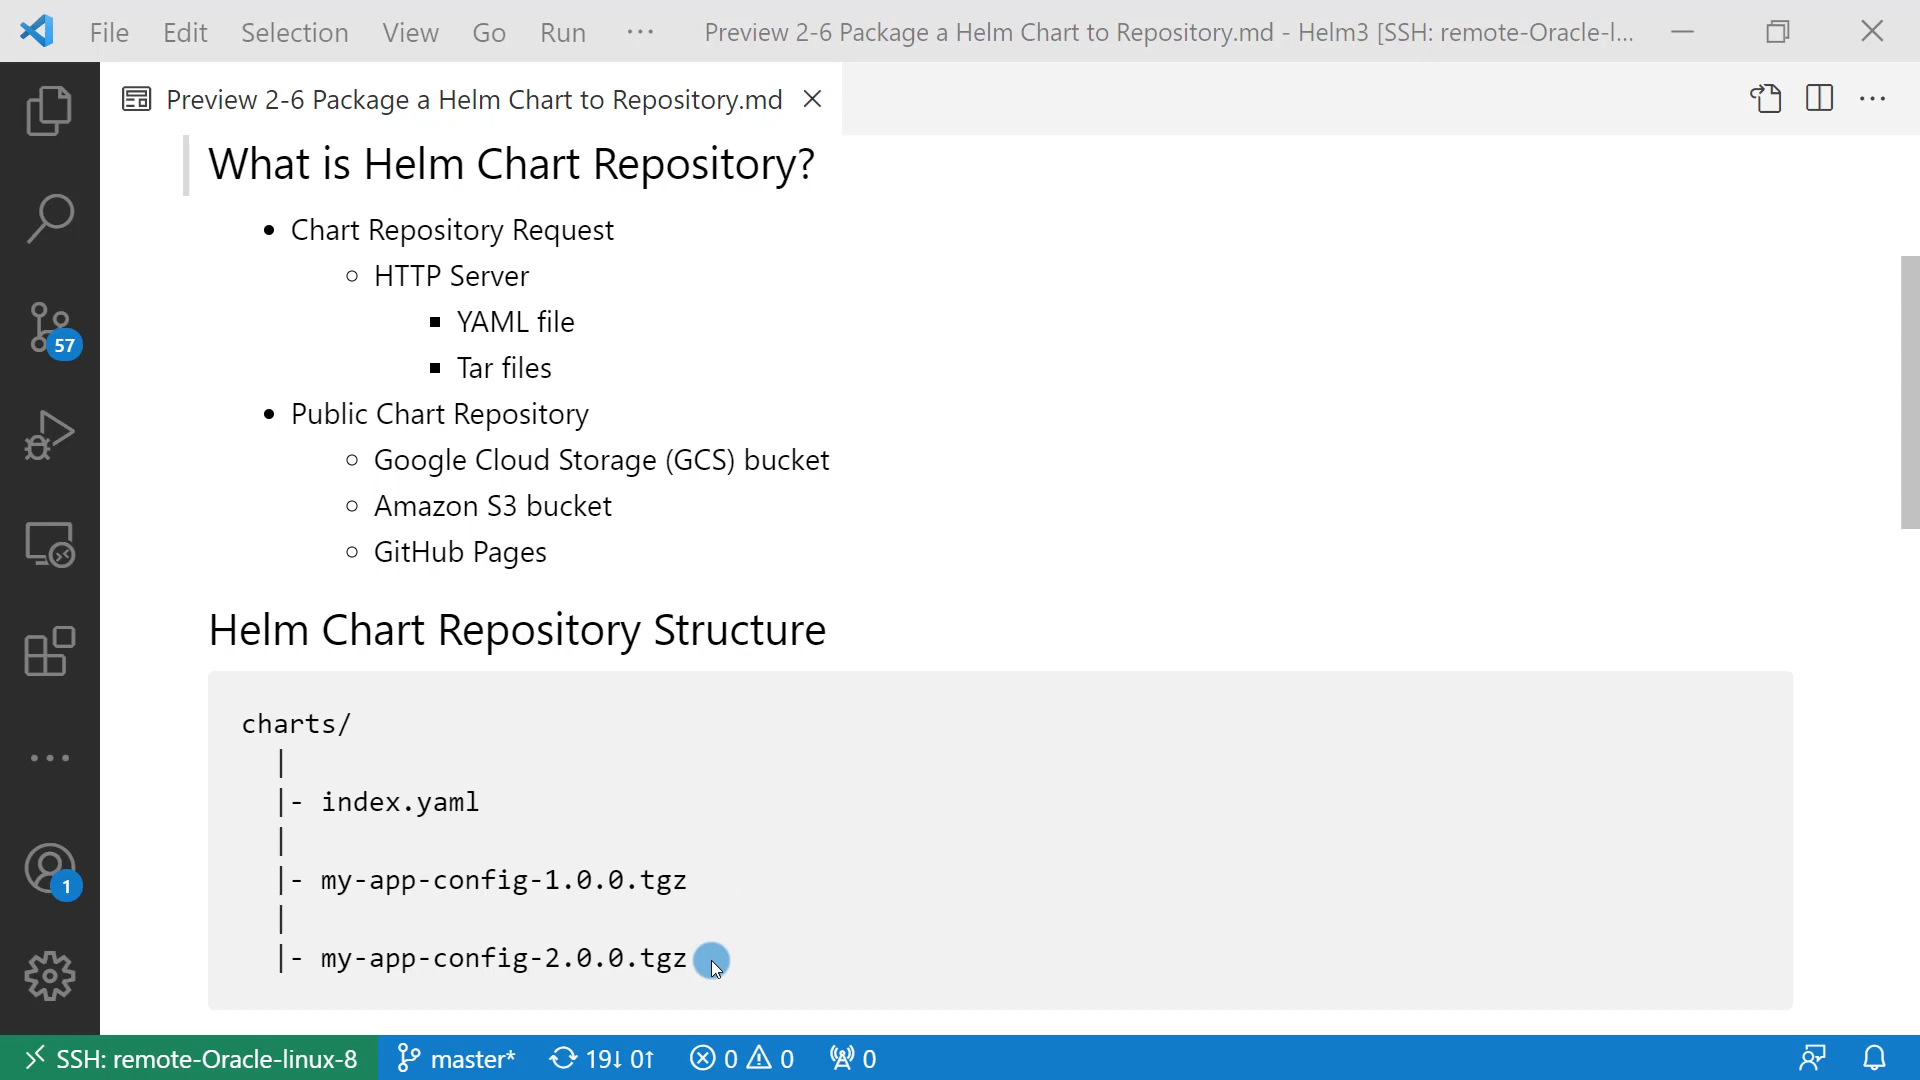 File Edit Selection View Go Run ··· Preview 2-6 Package a Helm Chart to Repository.md - Helm3 [SSH: remote-Oracle-l...
Preview 2-6 Package a Helm Chart to Repository.md
What is Helm Chart Repository?
Chart Repository Request
HTTP Server
YAML file
Tar files
Public Chart Repository
Google Cloud Storage (GCS) bucket
Amazon S3 bucket
GitHub Pages
Helm Chart Repository Structure
charts/
|
|- index.yaml
|
|- my-app-config-1.0.0.tgz
|
|- my-app-config-2.0.0.tgz
57
1
SSH: remote-Oracle-linux-8 master* 19↓ 0↑ 0 0 0